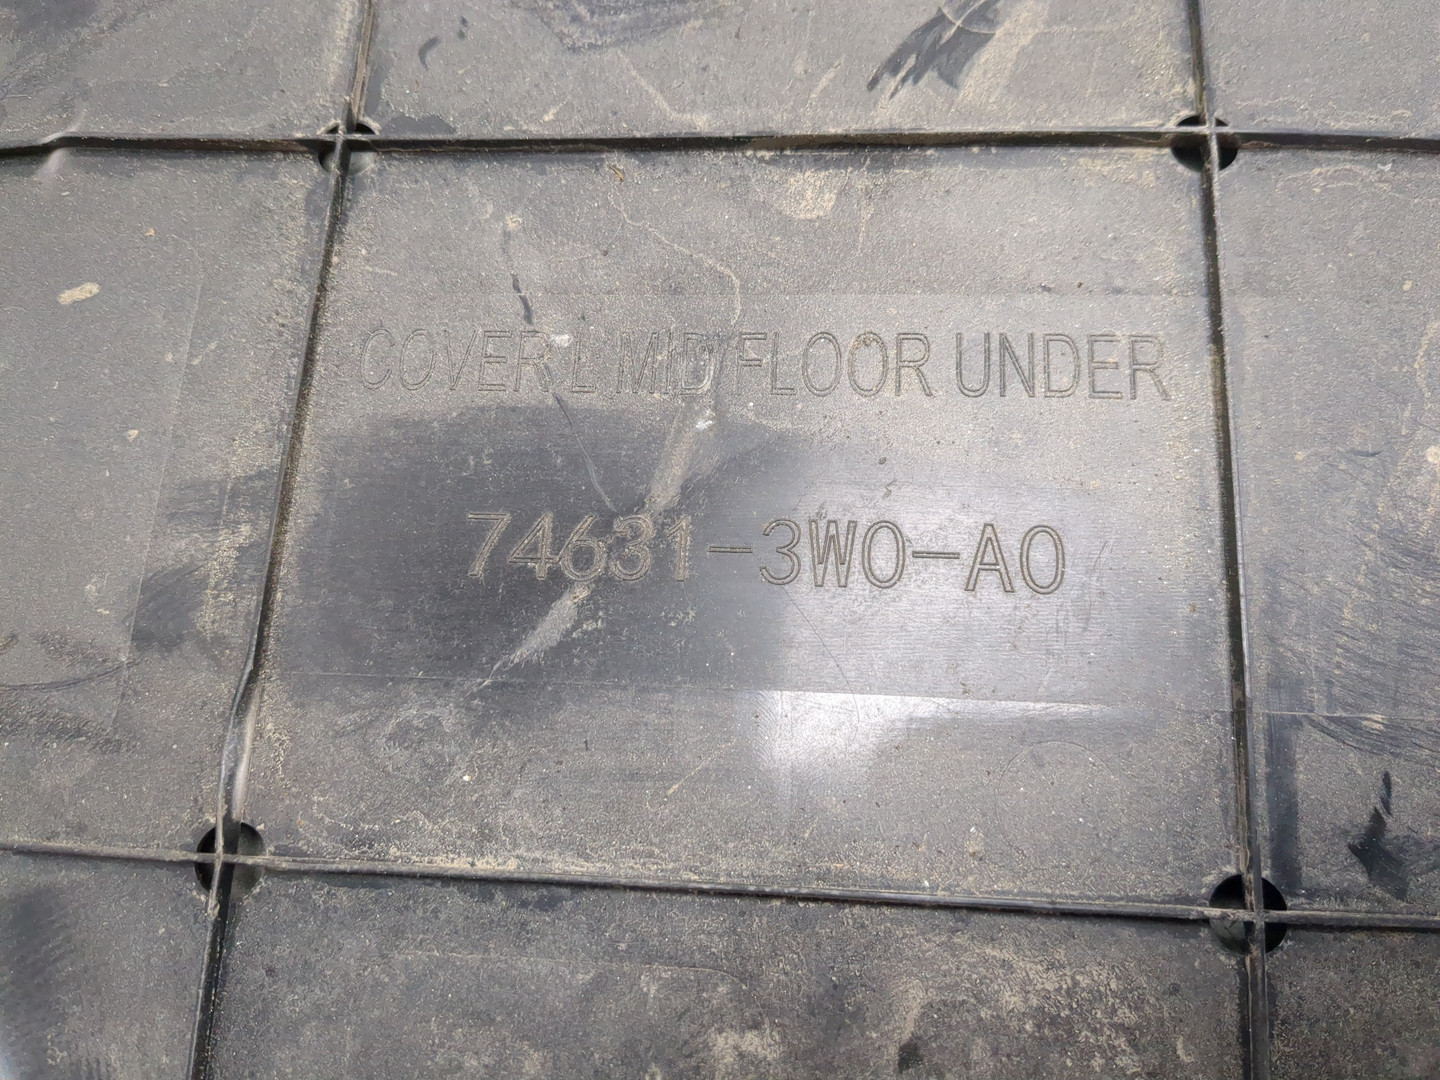 COVER L MID FLOOR UNDER
74631-3W0-A0